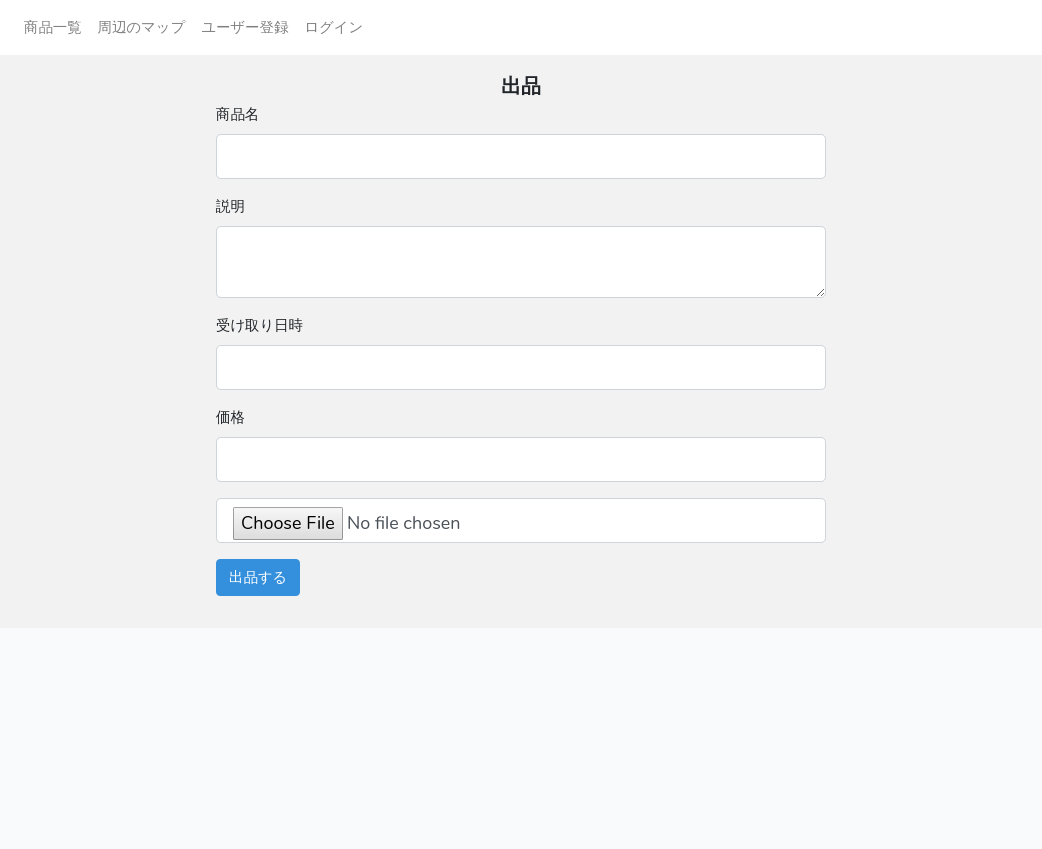 商品一覧 周辺のマップ ユーザー登録 ログイン
出品
商品名
説明
受け取り日時
価格
Choose File No file chosen
出品する